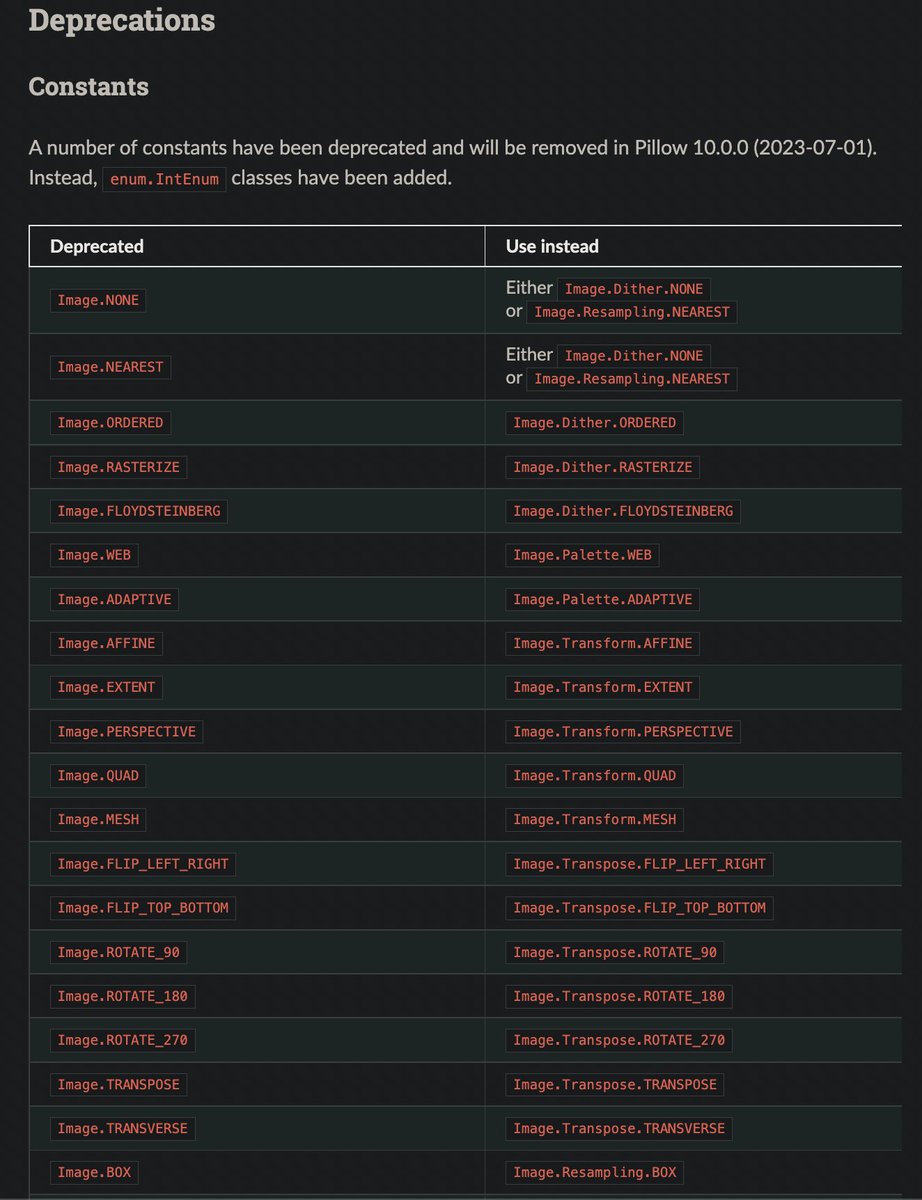 Deprecations
Constants
A number of constants have been deprecated and will be removed in Pillow 10.0.0 (2023-07-01).
Instead, enum.IntEnum classes have been added.
Deprecated Use instead
Image.NONE Either Image.Dither.NONE
or Image.Resampling.NEAREST
Image.NEAREST Either Image.Dither.NONE
or Image.Resampling.NEAREST
Image.ORDERED Image.Dither.ORDERED
Image.RASTERIZE Image.Dither.RASTERIZE
Image.FLOYDSTEINBERG Image.Dither.FLOYDSTEINBERG
Image.WEB Image.Palette.WEB
Image.ADAPTIVE Image.Palette.ADAPTIVE
Image.AFFINE Image.Transform.AFFINE
Image.EXTENT Image.Transform.EXTENT
Image.PERSPECTIVE Image.Transform.PERSPECTIVE
Image.QUAD Image.Transform.QUAD
Image.MESH Image.Transform.MESH
Image.FLIP_LEFT_RIGHT Image.Transpose.FLIP_LEFT_RIGHT
Image.FLIP_TOP_BOTTOM Image.Transpose.FLIP_TOP_BOTTOM
Image.ROTATE_90 Image.Transpose.ROTATE_90
Image.ROTATE_180 Image.Transpose.ROTATE_180
Image.ROTATE_270 Image.Transpose.ROTATE_270
Image.TRANSPOSE Image.Transpose.TRANSPOSE
Image.TRANSVERSE Image.Transpose.TRANSVERSE
Image.BOX Image.Resampling.BOX